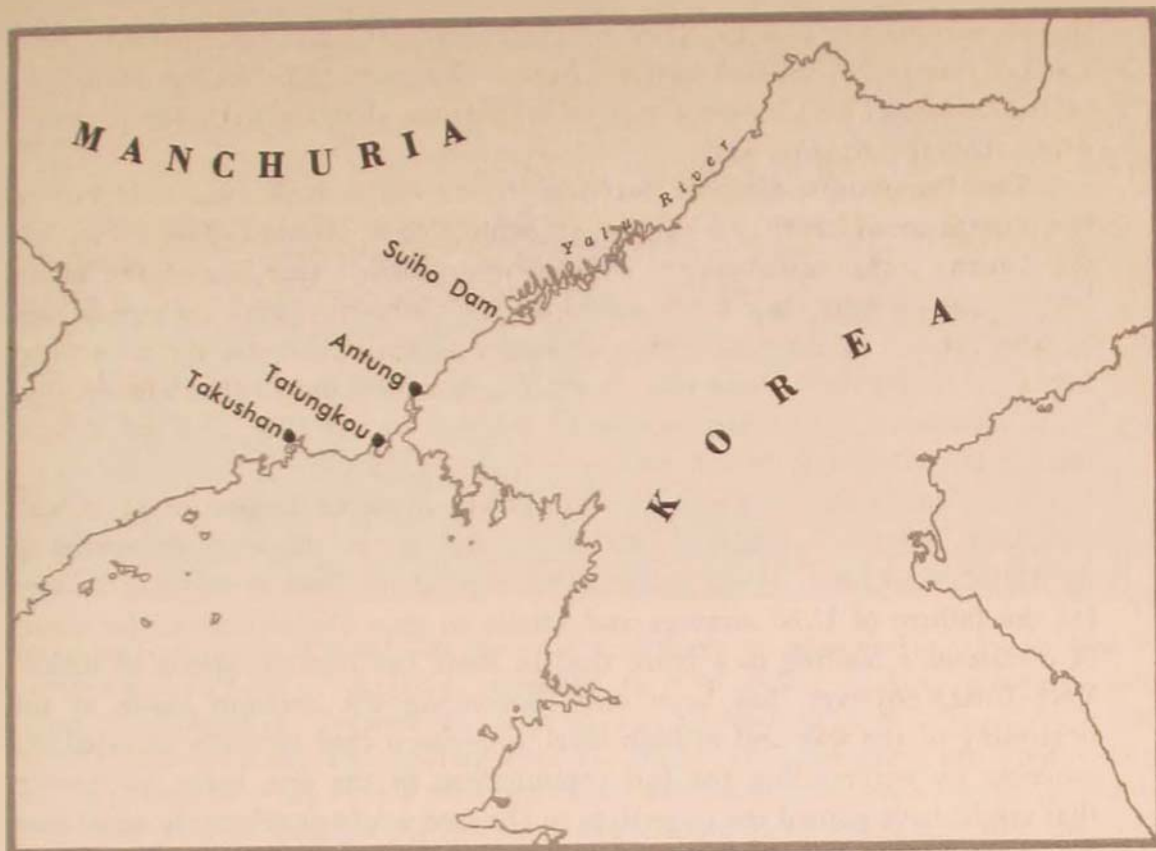 MANCHURIA
Yalu River
Suiho Dam
Antung
Tatungkou
Takushan
KOREA